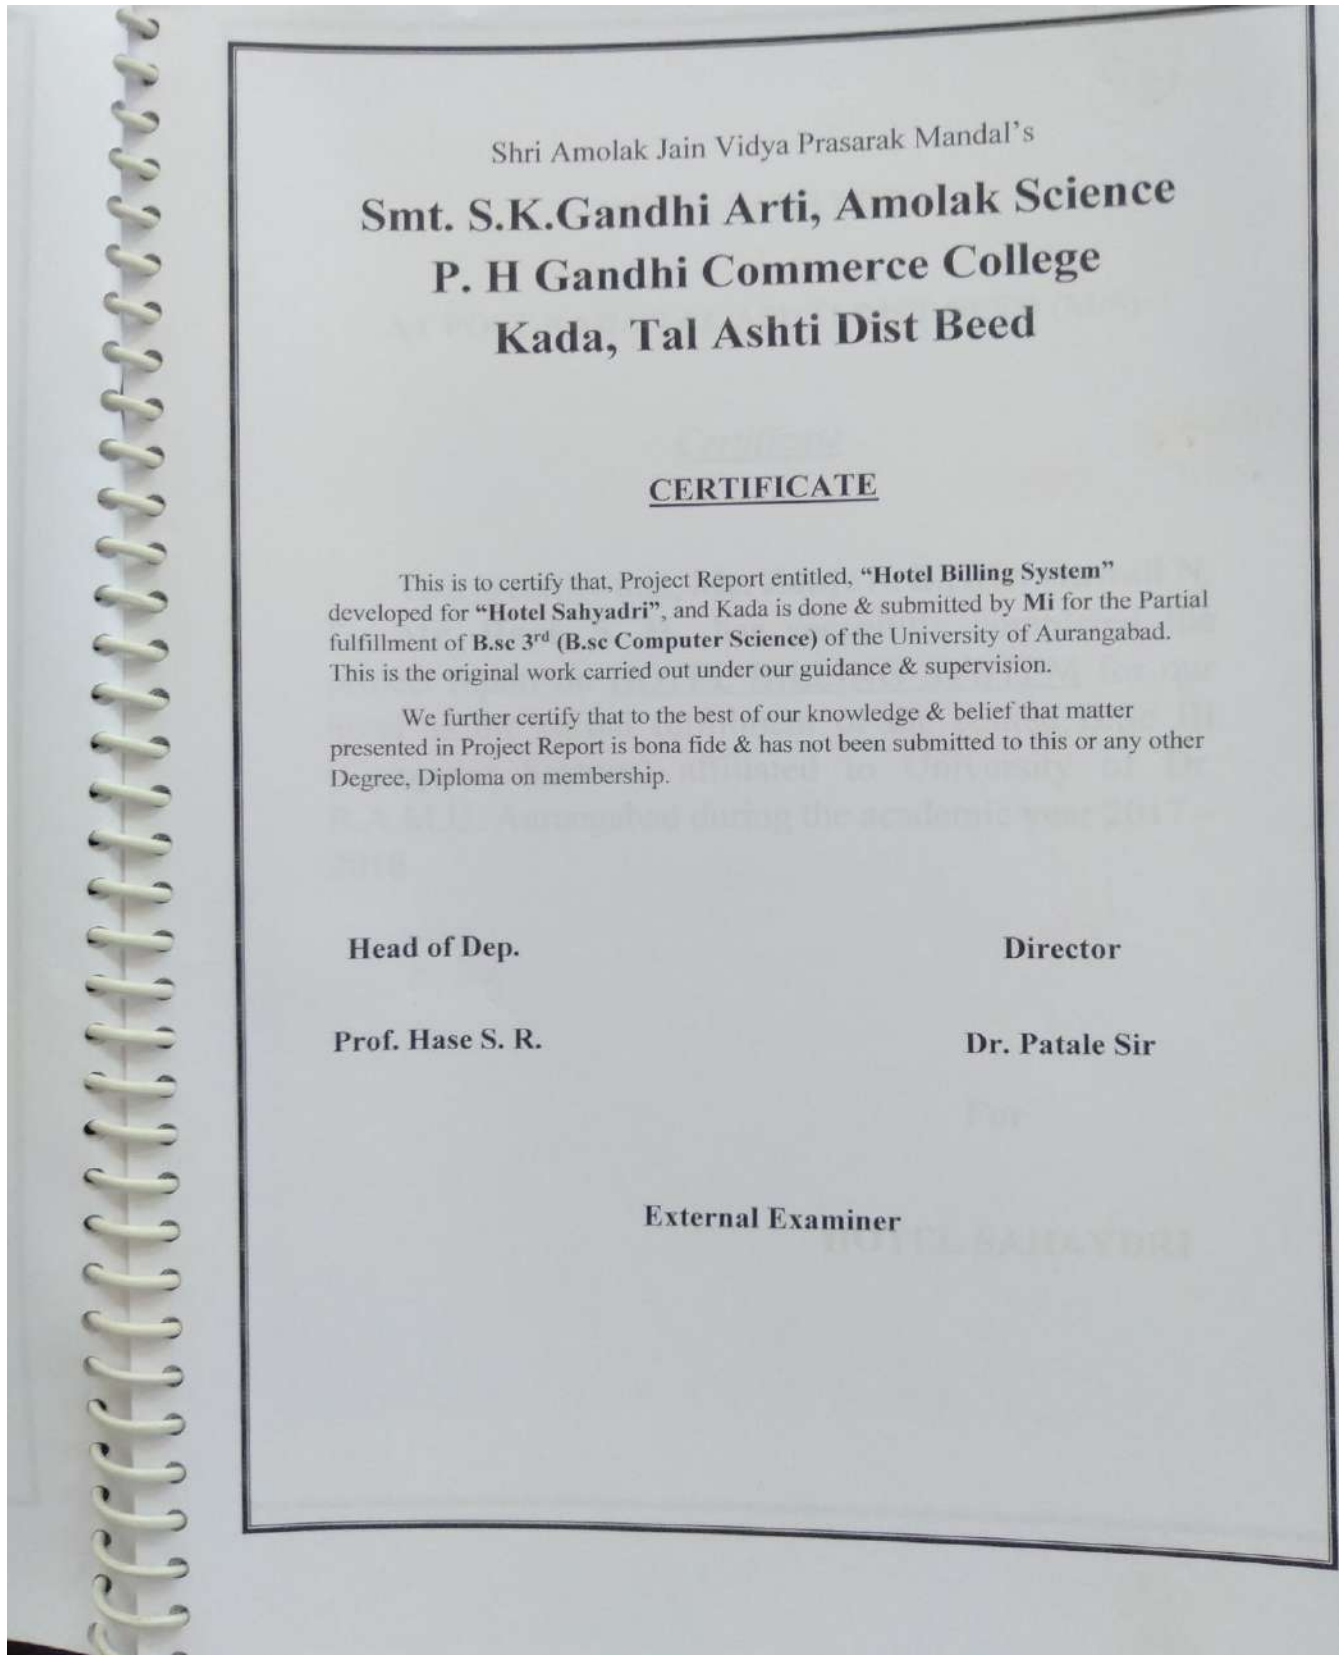 Shri Amolak Jain Vidya Prasarak Mandal's
Smt. S.K.Gandhi Arti, Amolak Science
P. H Gandhi Commerce College
Kada, Tal Ashti Dist Beed
CERTIFICATE
This is to certify that, Project Report entitled, “Hotel Billing System”
developed for “Hotel Sahyadri”, and Kada is done & submitted by Mi for the Partial
fulfillment of B.sc 3rd (B.sc Computer Science) of the University of Aurangabad.
This is the original work carried out under our guidance & supervision.
We further certify that to the best of our knowledge & belief that matter
presented in Project Report is bona fide & has not been submitted to this or any other
Degree, Diploma on membership.
Head of Dep. Director
Prof. Hase S. R. Dr. Patale Sir
External Examiner